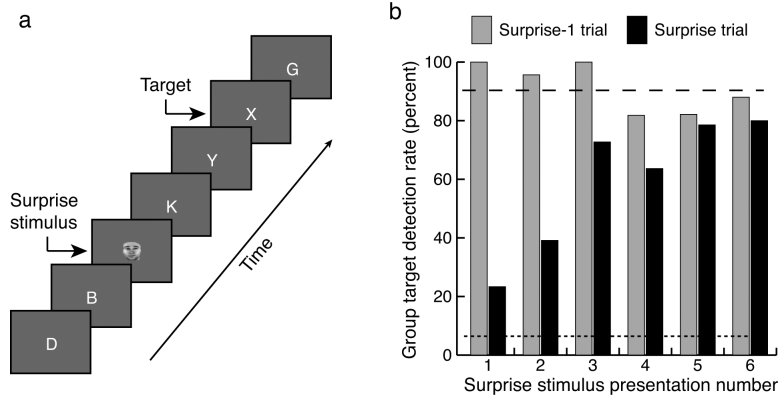 a
G
Target
X
Y
Surprise
stimulus
K
B
D
Time
b
Surprise-1 trial
Surprise trial
Group target detection rate (percent)
100
80
60
40
20
0
1 2 3 4 5 6
Surprise stimulus presentation number